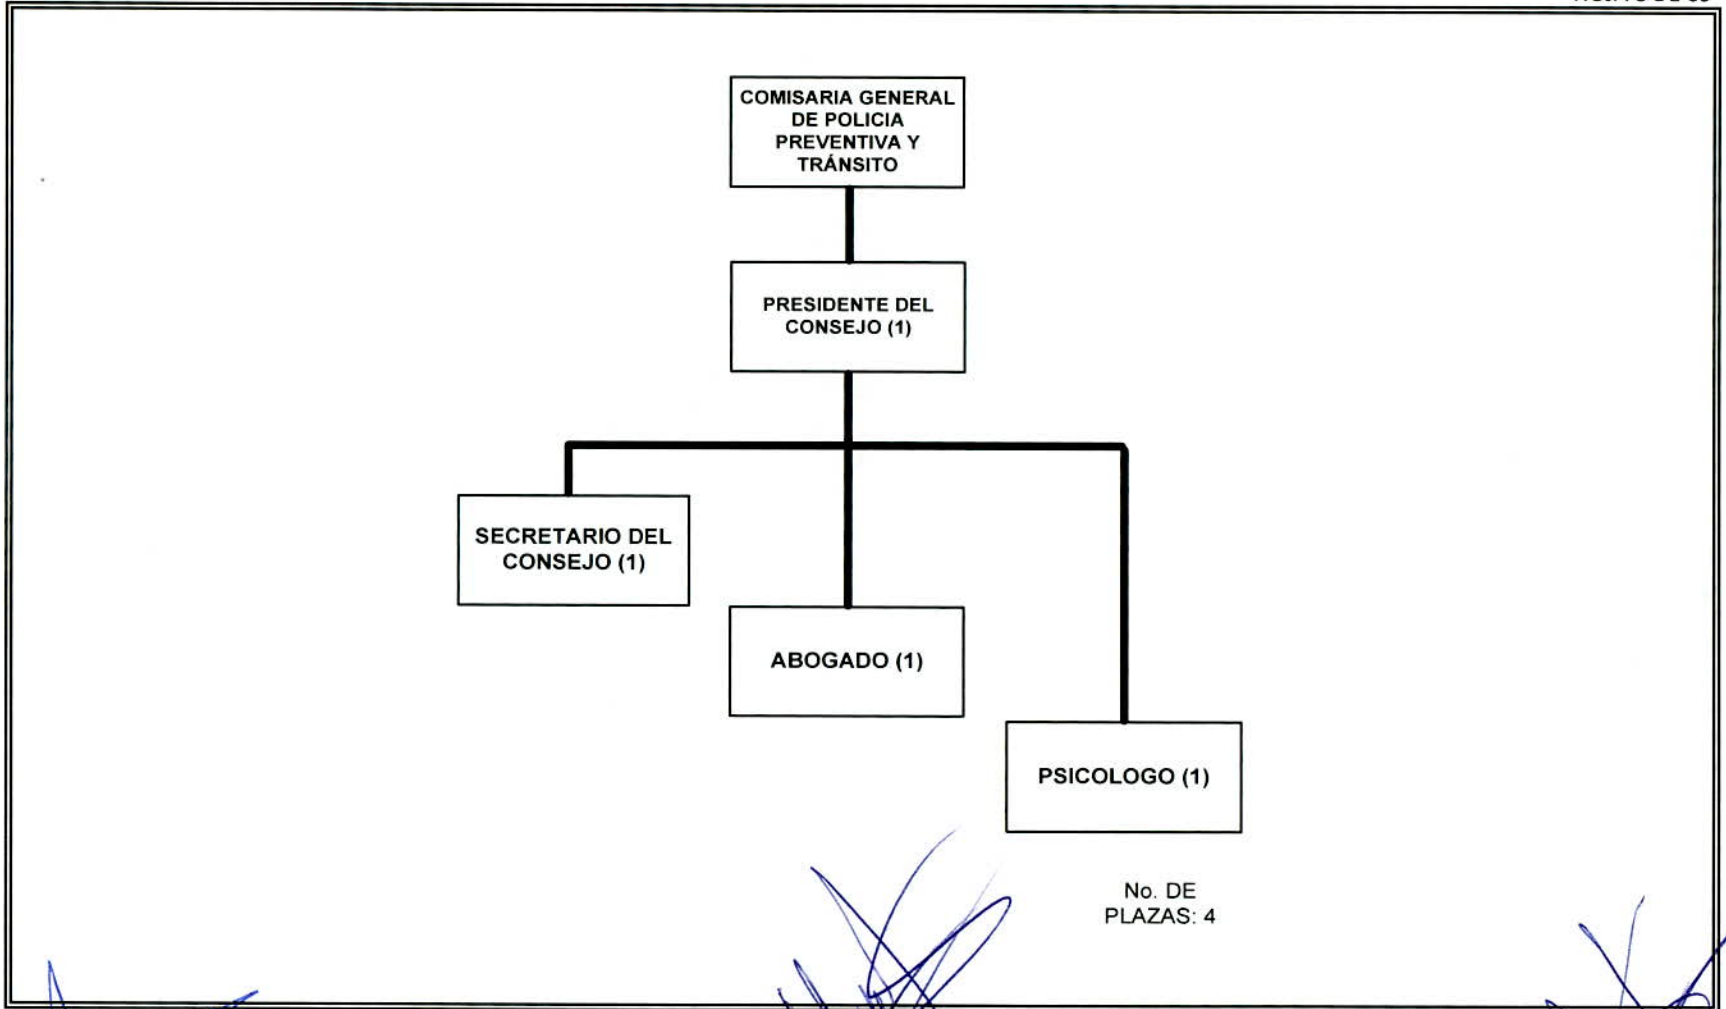 COMISARIA GENERAL
DE POLICIA
PREVENTIVA Y
TRÁNSITO
PRESIDENTE DEL
CONSEJO (1)
SECRETARIO DEL
CONSEJO (1)
ABOGADO (1)
PSICOLOGO (1)
No. DE
PLAZAS: 4